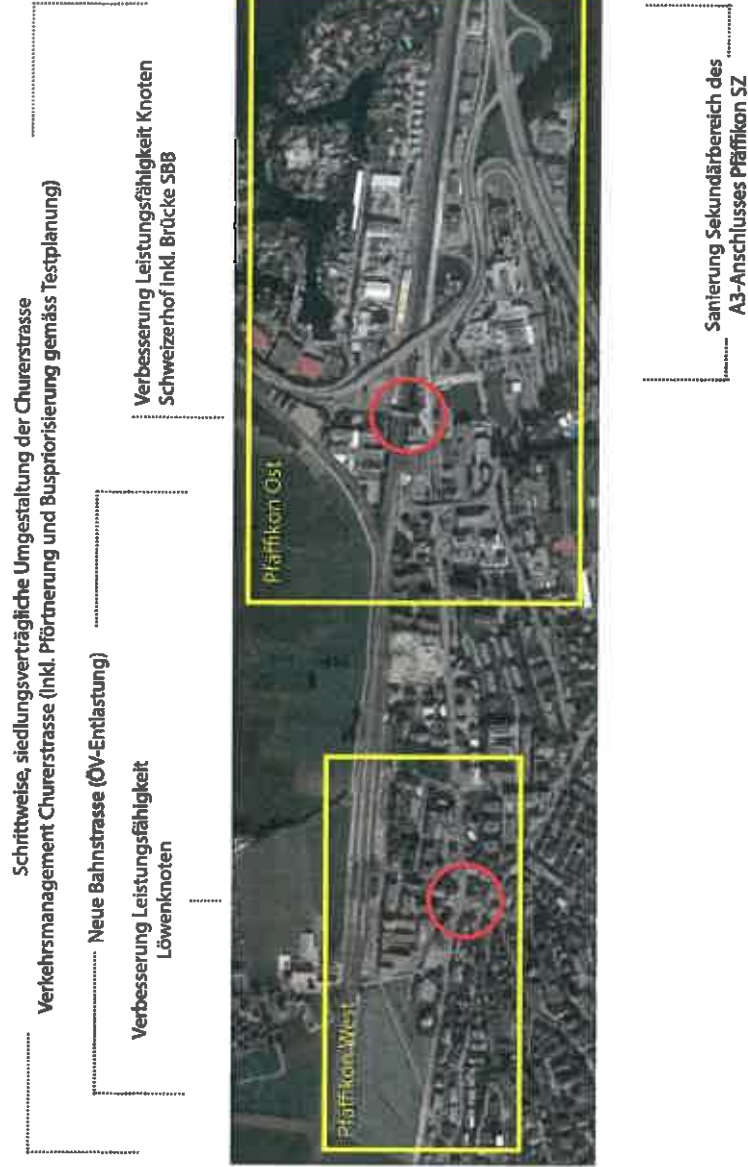 Schrittweise, siedlungsverträgliche Umgestaltung der Churerstrasse
Verkehrsmanagement Churerstrasse (Inkl. Pförtnerung und Buspriorisierung gemäss Testplanung)
Neue Bahnstrasse (ÖV-Entlastung)
Verbesserung Leistungsfähigkeit
Löwenknoten
Verbesserung Leistungsfähigkeit Knoten
Schweizerhof inkl. Brücke SBB
Pfäffikon West
Pfäffikon Ost
Sanierung Sekundärbereich des
A3-Anschlusses Pfäffikon SZ